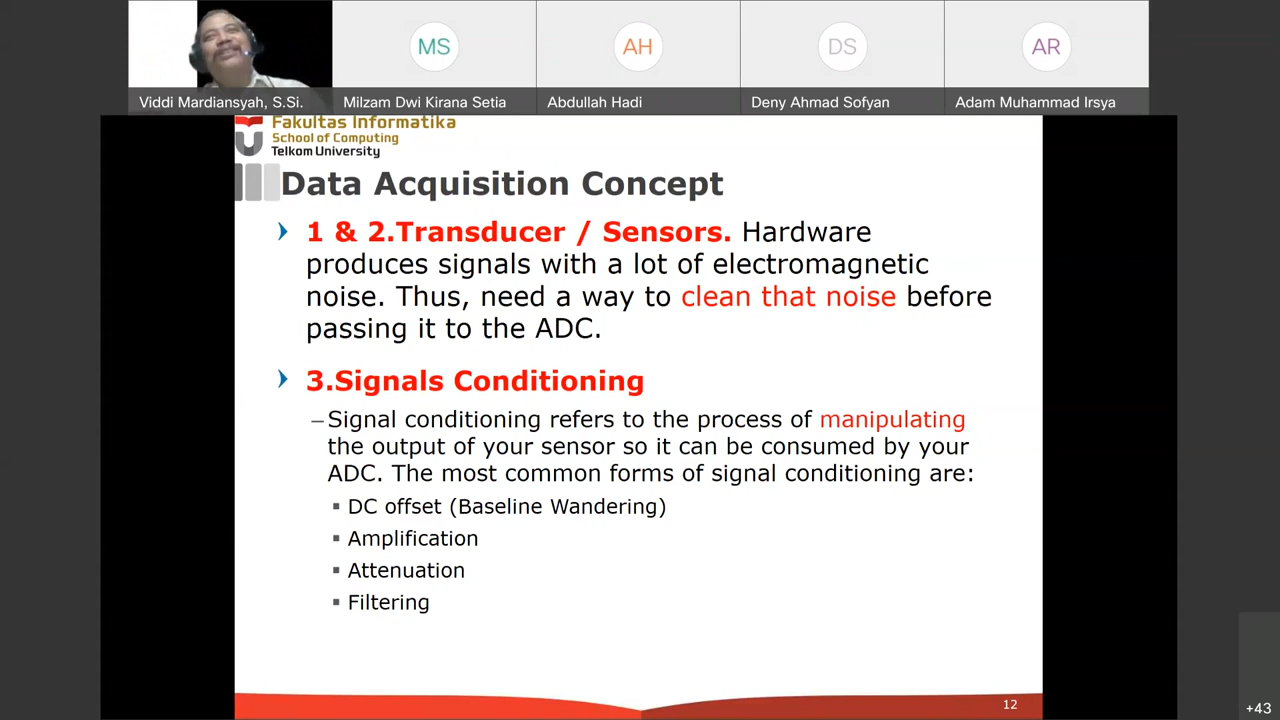 MS
AH
DS
AR
Viddi Mardiansyah, S.Si.
Milzam Dwi Kirana Setia
Abdullah Hadi
Deny Ahmad Sofyan
Adam Muhammad Irsya
Fakultas Informatika
School of Computing
Telkom University
Data Acquisition Concept
1 & 2.Transducer / Sensors. Hardware
produces signals with a lot of electromagnetic
noise. Thus, need a way to clean that noise before
passing it to the ADC.
3.Signals Conditioning
–Signal conditioning refers to the process of manipulating
the output of your sensor so it can be consumed by your
ADC. The most common forms of signal conditioning are:
▪ DC offset (Baseline Wandering)
▪ Amplification
▪ Attenuation
▪ Filtering
12
+43